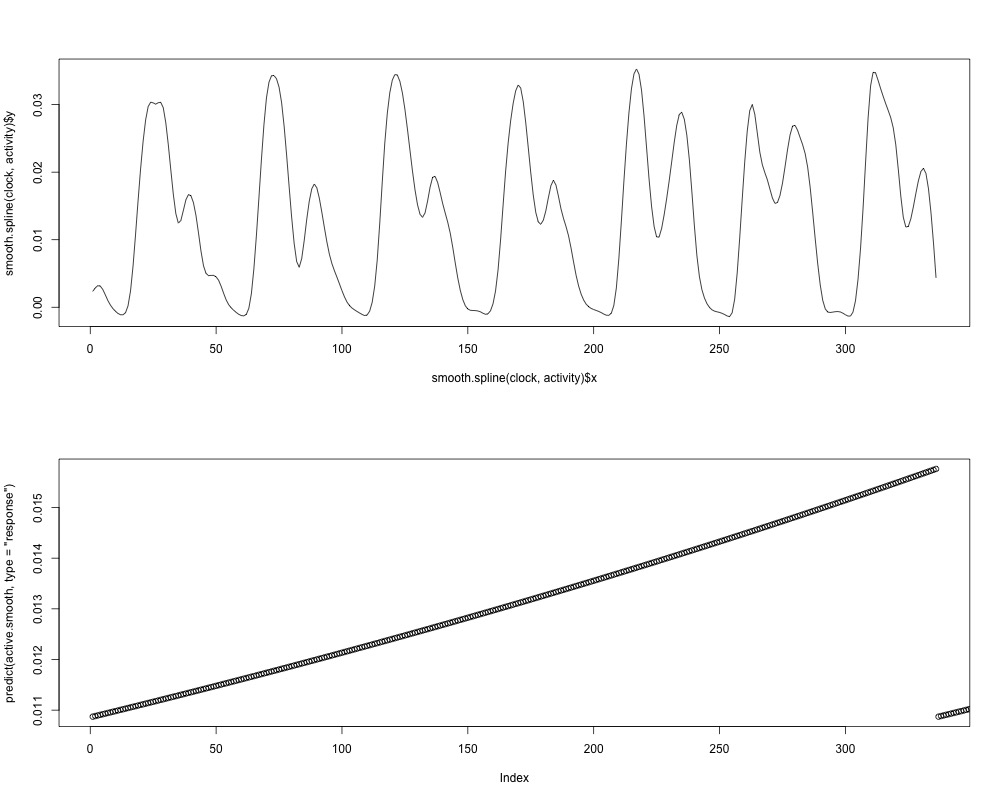 smooth.spline(clock, activity)$y
0.03
0.02
0.01
0.00
0 50 100 150 200 250 300
smooth.spline(clock, activity)$x
predict(active.smooth, type = "response")
0.015
0.014
0.013
0.012
0.011
0 50 100 150 200 250 300
Index